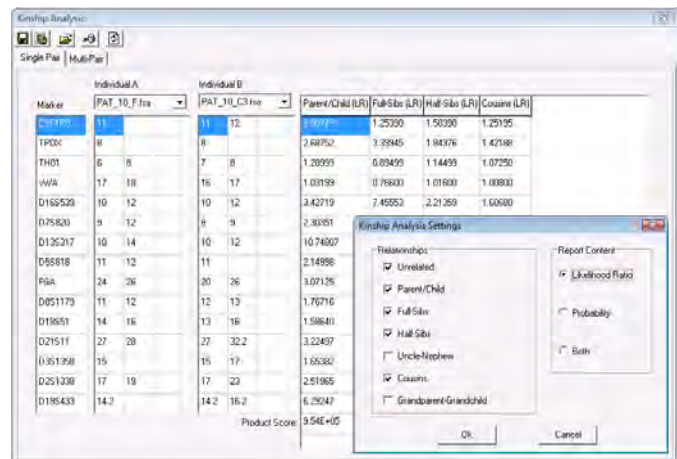 Kinship Analysis
Single Pair Multi-Pair
Individual A Individual B
Marker PAT_10_F.fsa PAT_10_C3.fsa Parent/Child (LR) Full-Sibs (LR) Half-Sibs (LR) Cousins (LR)
CSF1PO 11 11 12 1.25390 1.50390 1.25195
TPOX 8 8 2.68752 3.39945 1.84376 1.42188
TH01 6 8 7 8 1.28999 0.89499 1.14499 1.07250
vWA 17 18 16 17 1.03199 0.76600 1.01600 1.00800
D16S539 10 12 10 12 3.42719 7.45553 2.21359 1.60680
D7S820 9 12 8 9 2.30351
D13S317 10 14 10 12 10.74807
D5S818 11 12 11 2.14998
FGA 24 26 20 26 3.07125
D8S1179 11 12 12 13 1.76716
D18S51 14 16 13 16 1.58640
D21S11 27 28 27 32.2 3.22497
D3S1358 15 15 17 1.65382
D2S1338 17 19 17 23 2.51965
D19S433 14.2 14.2 16.2 6.29247
Product Score: 9.54E+05
Kinship Analysis Settings
Relationships
Unrelated
Parent/Child
Full-Sibs
Half-Sibs
Uncle-Nephew
Cousins
Grandparent-Grandchild
Report Content
Likelihood Ratio
Probability
Both
Ok Cancel